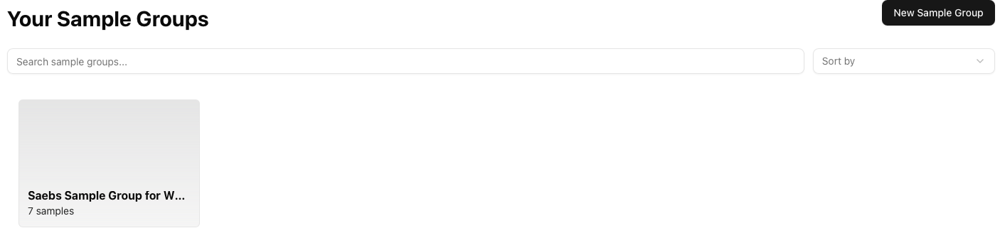 Your Sample Groups
New Sample Group
Search sample groups...
Sort by
Saebs Sample Group for W...
7 samples